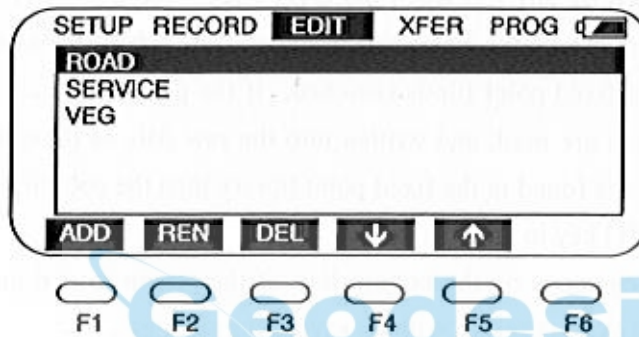 SETUP RECORD EDIT XFER PROG
ROAD
SERVICE
VEG
ADD REN DEL ↓ ↑
F1 F2 F3 F4 F5 F6
Geodesi